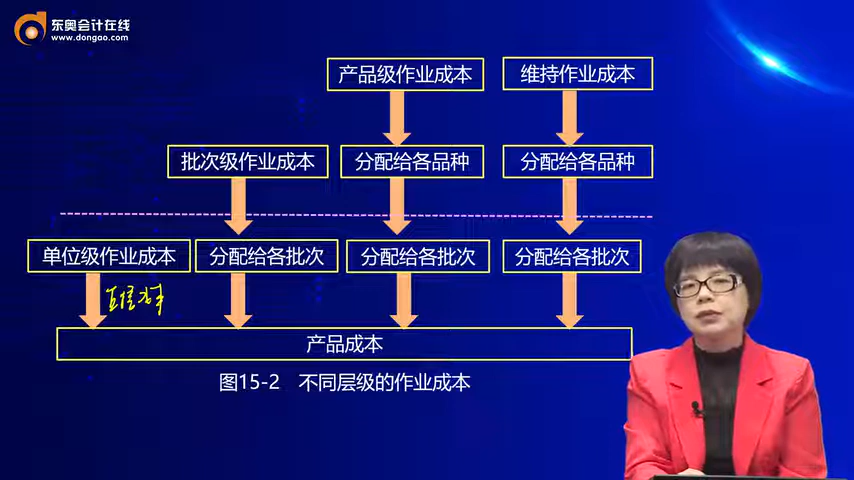 东奥会计在线
www.dongao.com
产品级作业成本
维持作业成本
批次级作业成本
分配给各品种
分配给各品种
单位级作业成本
分配给各批次
分配给各批次
分配给各批次
产品成本
图15-2 不同层级的作业成本